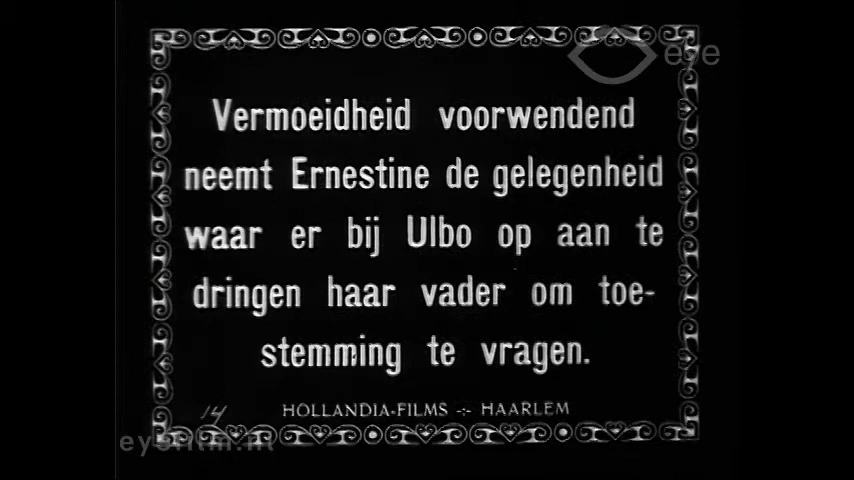 eye
Vermoeidheid voorwendend
neemt Ernestine de gelegenheid
waar er bij Ulbo op aan te
dringen haar vader om toe-
stemming te vragen.
14
HOLLANDIA-FILMS -:- HAARLEM
eyefilm.nl